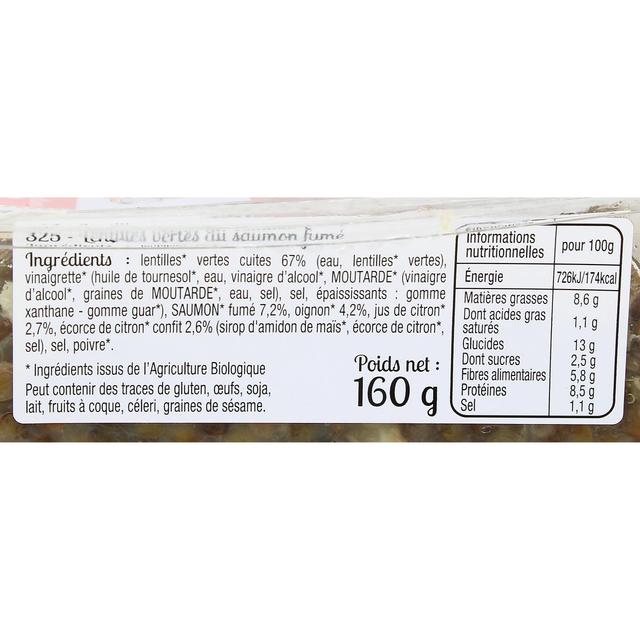 325 - Lentilles vertes au saumon fumé
Ingrédients : lentilles* vertes cuites 67% (eau, lentilles* vertes),
vinaigrette* (huile de tournesol*, eau, vinaigre d'alcool*, MOUTARDE* (vinaigre
d'alcool*, graines de MOUTARDE*, eau, sel), sel, épaississants : gomme
xanthane - gomme guar*), SAUMON* fumé 7,2%, oignon* 4,2%, jus de citron*
2,7%, écorce de citron* confit 2,6% (sirop d'amidon de maïs*, écorce de citron*,
sel), sel, poivre*.
* Ingrédients issus de l'Agriculture Biologique
Peut contenir des traces de gluten, œufs, soja,
lait, fruits à coque, céleri, graines de sésame.
Poids net :
160 g
Informations
nutritionnelles pour 100g
Énergie 726kJ/174kcal
Matières grasses 8,6 g
Dont acides gras
saturés 1,1 g
Glucides 13 g
Dont sucres 2,5 g
Fibres alimentaires 5,8 g
Protéines 8,5 g
Sel 1,1 g